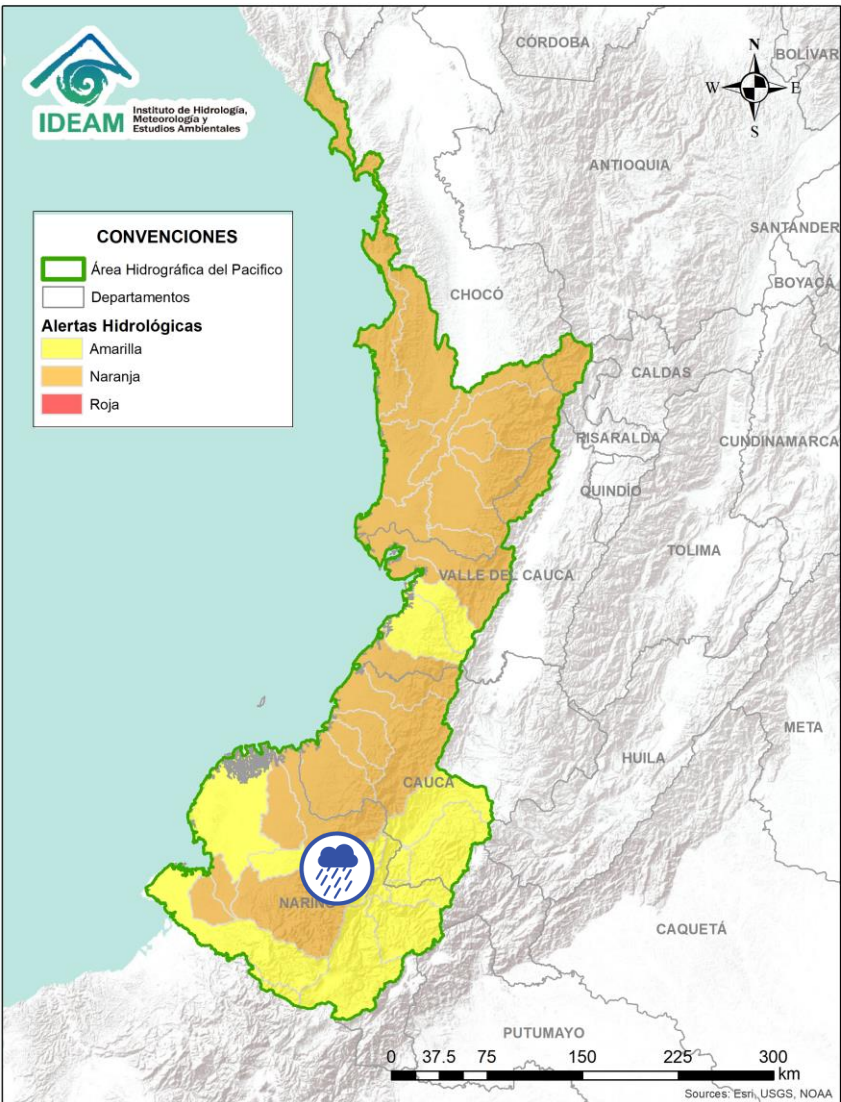 IDEAM
Instituto de Hidrología,
Meteorología y
Estudios Ambientales
CÓRDOBA
BOLÍVAR
N
W
E
S
ANTIOQUIA
SANTANDER
BOYACÁ
CONVENCIONES
Área Hidrográfica del Pacifico
Departamentos
Alertas Hidrológicas
Amarilla
Naranja
Roja
CHOCÓ
CALDAS
RISARALDA
CUNDINAMARCA
QUINDÍO
TOLIMA
VALLE DEL CAUCA
META
HUILA
CAUCA
NARIÑO
CAQUETÁ
PUTUMAYO
0 37.5 75 150 225 300
km
Sources: Esri, USGS, NOAA